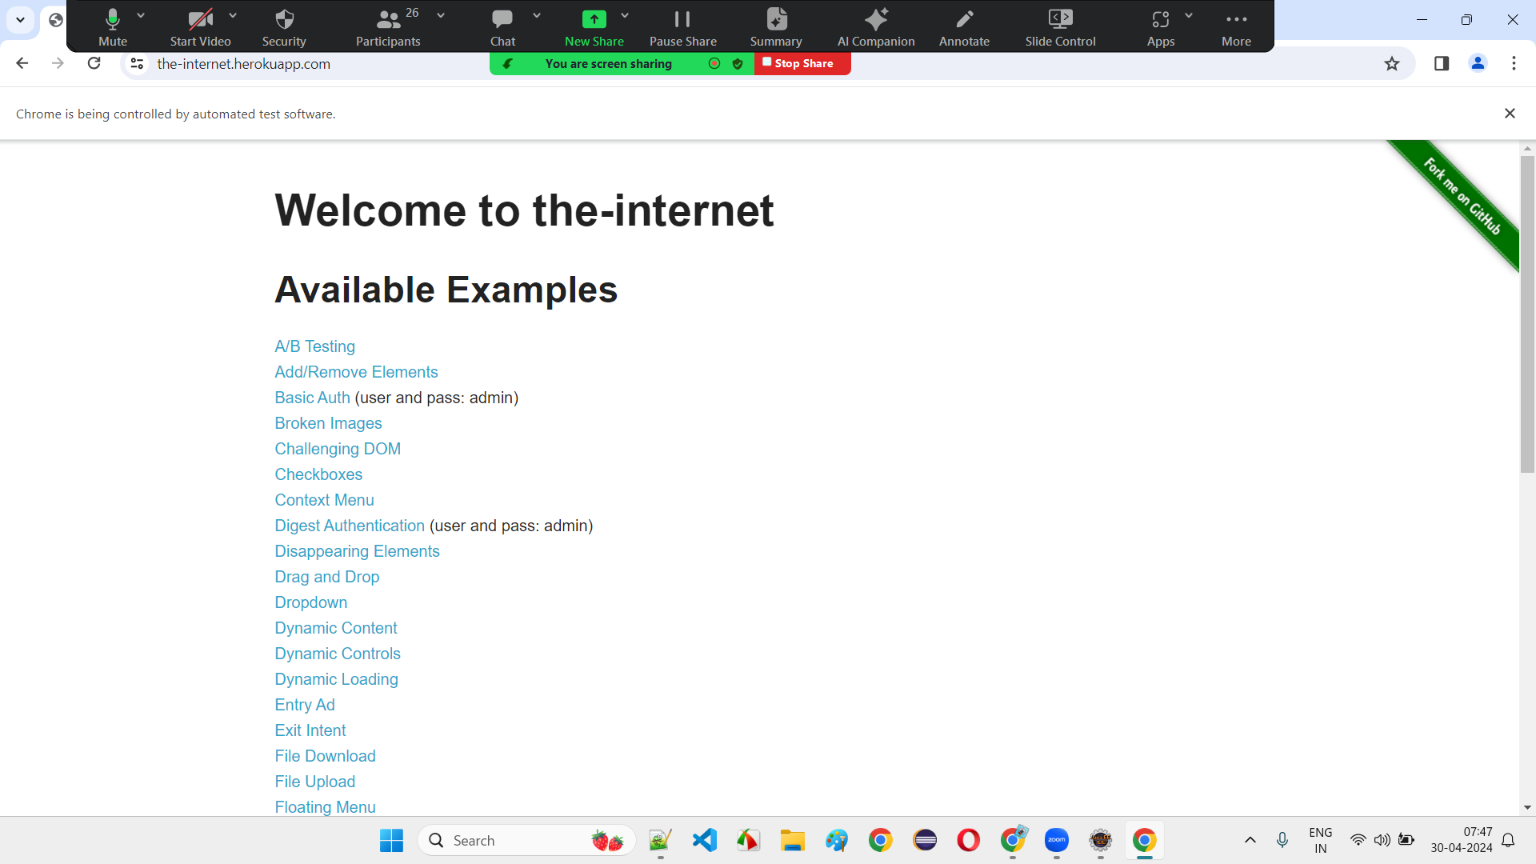 26
Mute
Start Video
Security
Participants
Chat
New Share
Pause Share
Summary
AI Companion
Annotate
Slide Control
Apps
More
the-internet.herokuapp.com
You are screen sharing
Stop Share
Chrome is being controlled by automated test software.
Fork me on GitHub
Welcome to the-internet
Available Examples
A/B Testing
Add/Remove Elements
Basic Auth (user and pass: admin)
Broken Images
Challenging DOM
Checkboxes
Context Menu
Digest Authentication (user and pass: admin)
Disappearing Elements
Drag and Drop
Dropdown
Dynamic Content
Dynamic Controls
Dynamic Loading
Entry Ad
Exit Intent
File Download
File Upload
Floating Menu
Search
zoom
ENG
IN
07:47
30-04-2024